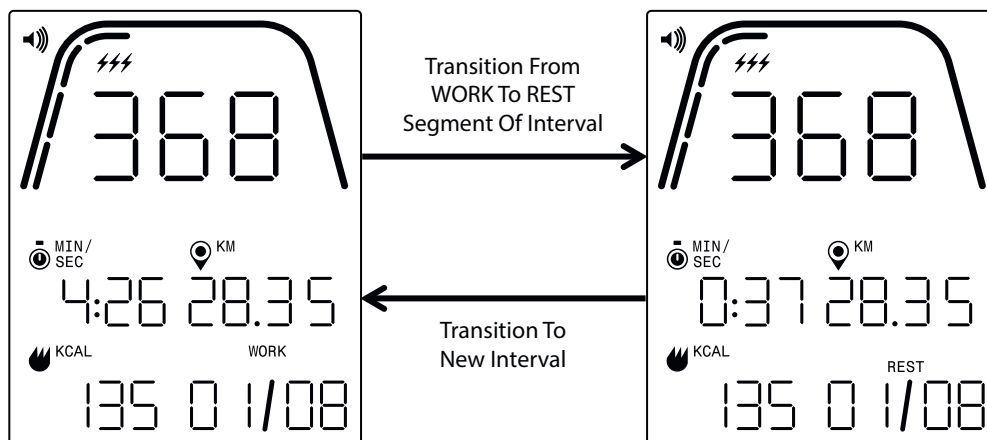 368
MIN/
SEC
KM
4:26 28.35
KCAL
WORK
135 01/08
Transition From
WORK To REST
Segment Of Interval
Transition To
New Interval
368
MIN/
SEC
KM
0:37 28.35
KCAL
REST
135 01/08